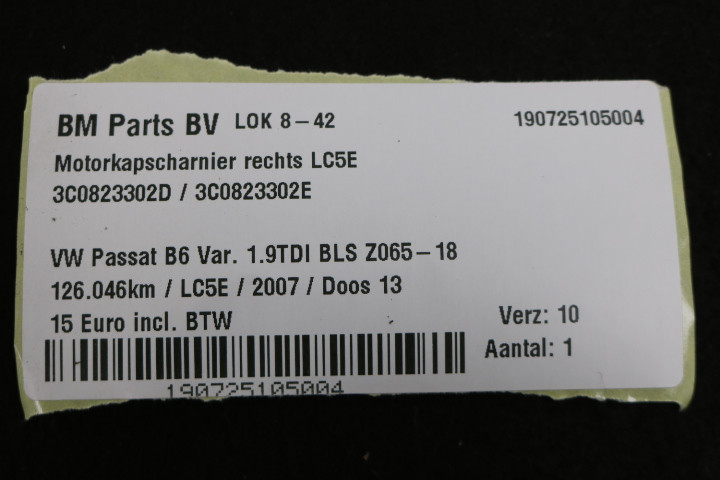 BM Parts BV LOK 8-42 190725105004
Motorkapscharnier rechts LC5E
3C0823302D / 3C0823302E
VW Passat B6 Var. 1.9TDI BLS Z065-18
126.046km / LC5E / 2007 / Doos 13
15 Euro incl. BTW Verz: 10
Aantal: 1
190725105004